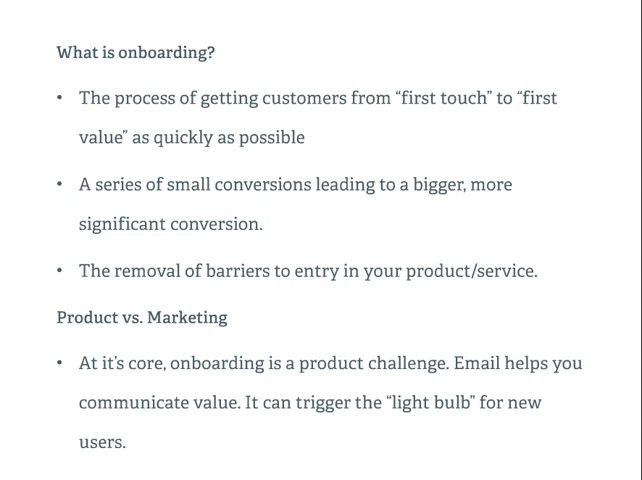 What is onboarding?
• The process of getting customers from “first touch” to “first
value” as quickly as possible
• A series of small conversions leading to a bigger, more
significant conversion.
• The removal of barriers to entry in your product/service.
Product vs. Marketing
• At it’s core, onboarding is a product challenge. Email helps you
communicate value. It can trigger the “light bulb” for new
users.